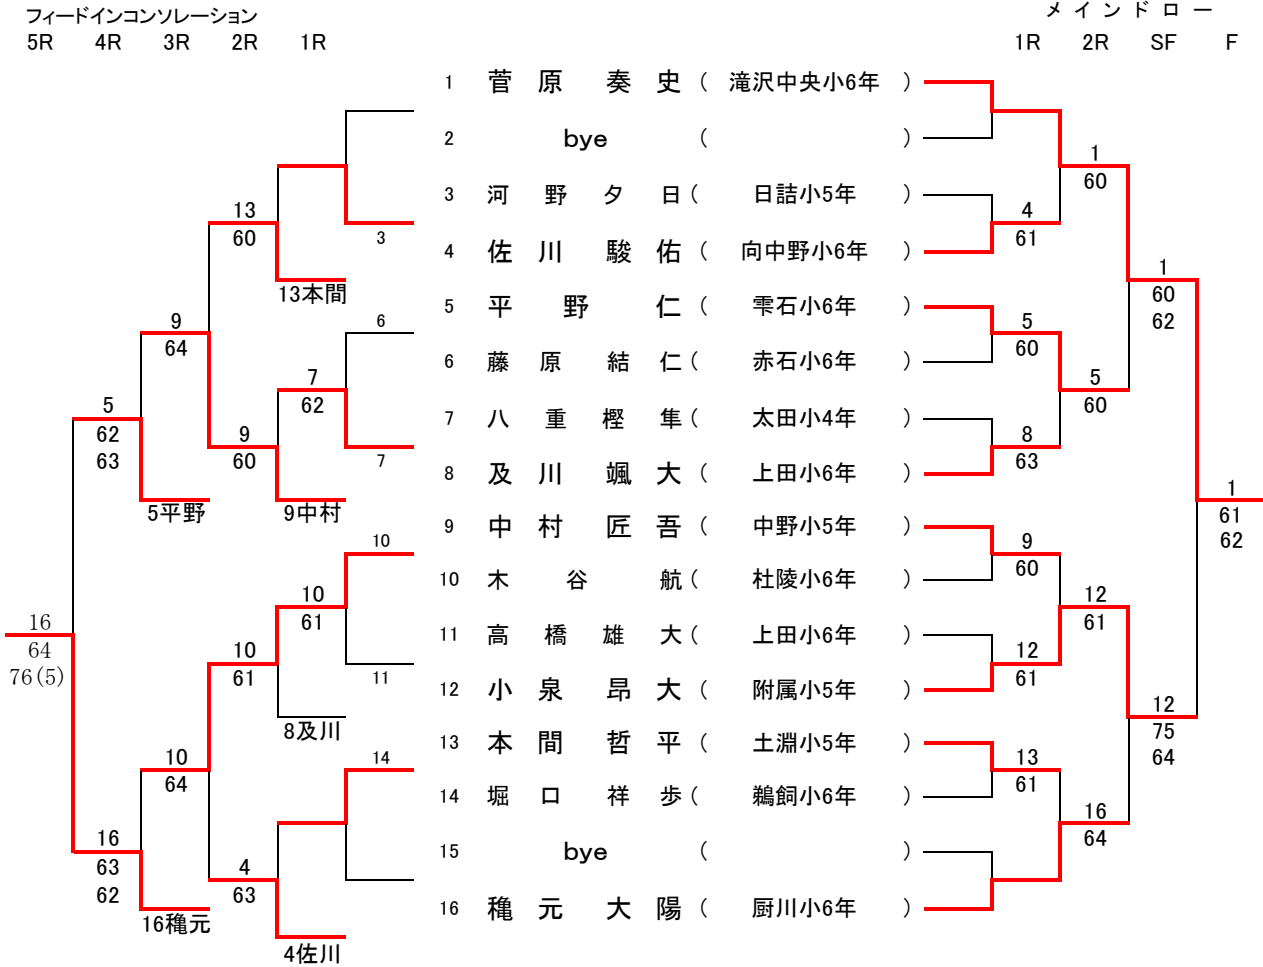 フィードインコンソレーション
メインドロー
5R 4R 3R 2R 1R
1R 2R SF F
1 菅原 奏史 ( 滝沢中央小6年 )
2 bye ( )
3 河野夕日 ( 日詰小5年 )
4 佐川 駿佑 ( 向中野小6年 )
5 平野 仁 ( 雫石小6年 )
6 藤原結仁 ( 赤石小6年 )
7 八重樫隼 ( 太田小4年 )
8 及川 颯大 ( 上田小6年 )
9 中村 匠吾 ( 中野小5年 )
10 木谷航 ( 杜陵小6年 )
11 高橋雄大 ( 上田小6年 )
12 小泉 昂大 ( 附属小5年 )
13 本間 哲平 ( 土淵小5年 )
14 堀口祥歩 ( 鵜飼小6年 )
15 bye ( )
16 穐元 大陽 ( 厨川小6年 )
3
13
60
13本間
6
7
62
7
9
60
9中村
9
64
5
62
63
5平野
10
10
61
11
10
61
8及川
14
10
64
4
63
4佐川
16
63
62
16穐元
16
64
76(5)
4
61
1
60
5
60
8
63
5
60
1
60
62
9
60
12
61
12
61
13
61
16
64
12
75
64
1
61
62